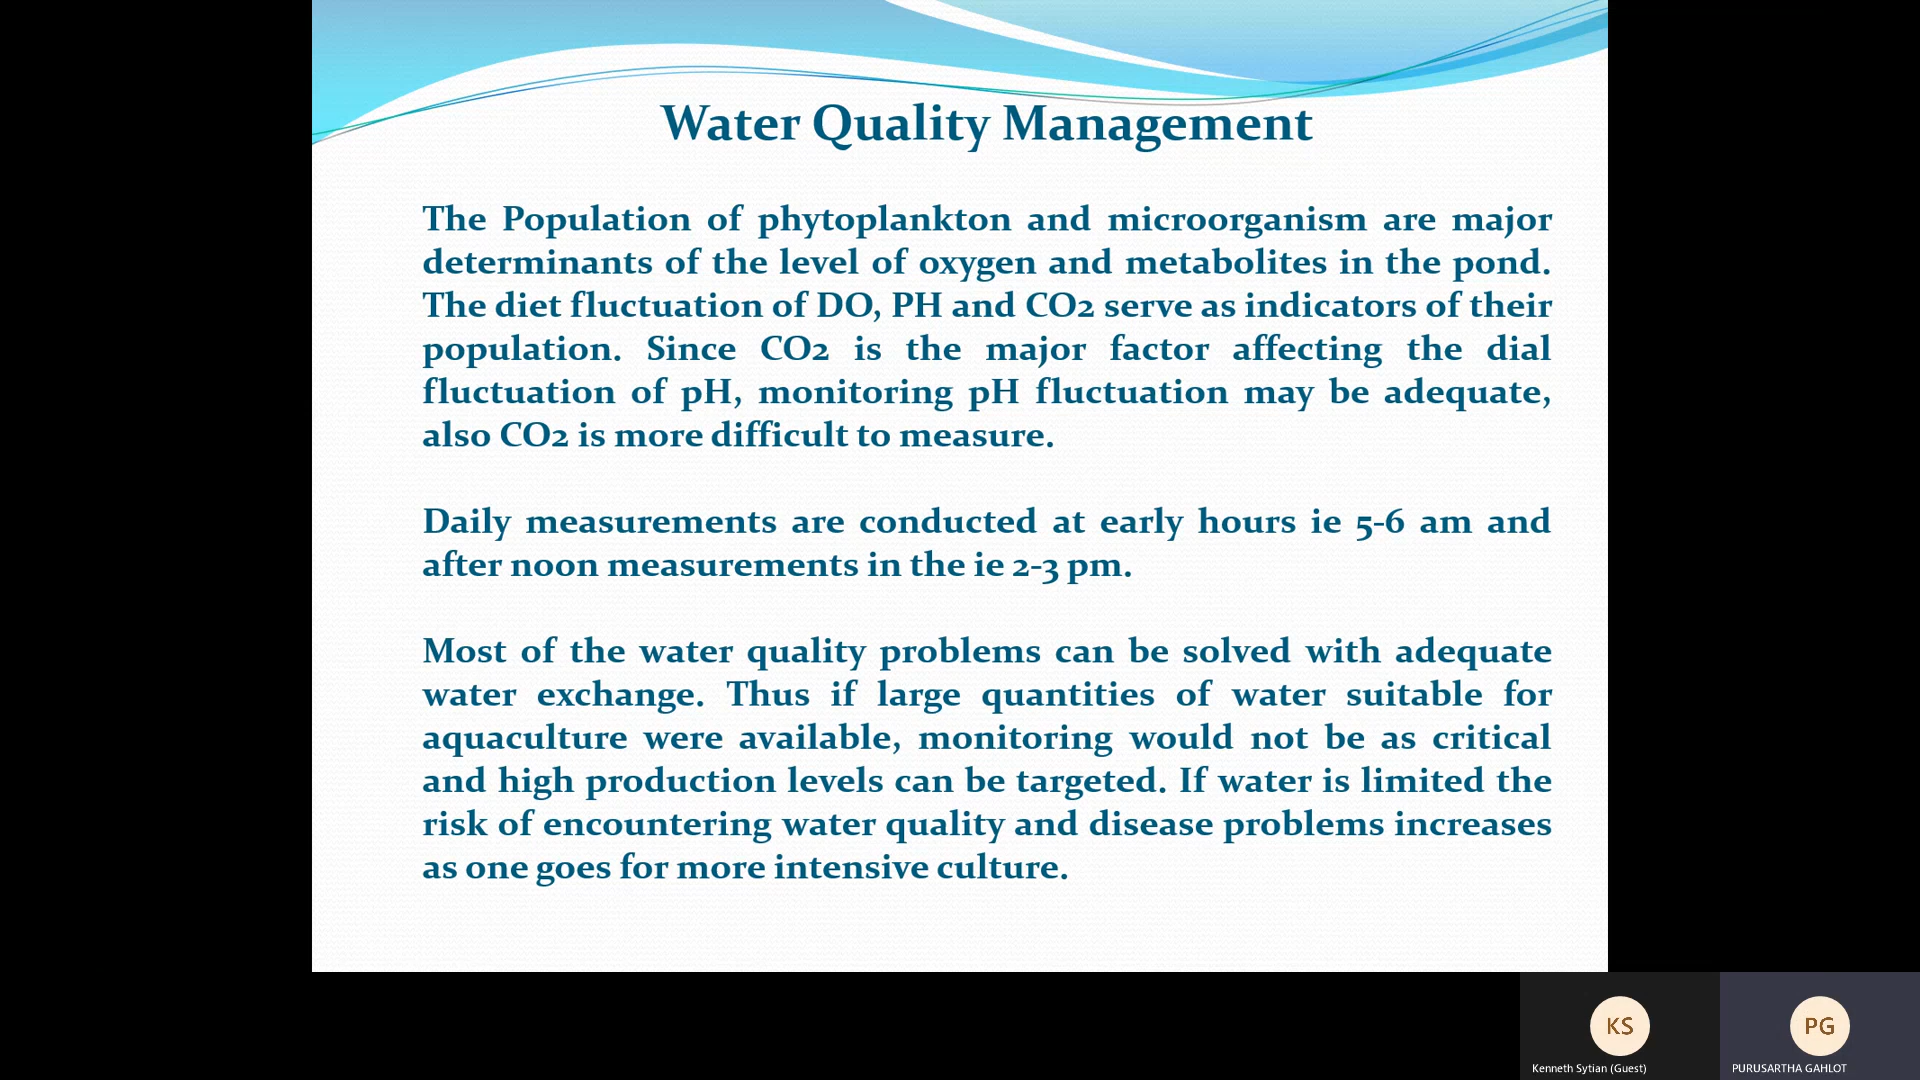 Water Quality Management
The Population of phytoplankton and microorganism are major
determinants of the level of oxygen and metabolites in the pond.
The diet fluctuation of DO, PH and CO2 serve as indicators of their
population. Since CO2 is the major factor affecting the dial
fluctuation of pH, monitoring pH fluctuation may be adequate,
also CO2 is more difficult to measure.
Daily measurements are conducted at early hours ie 5-6 am and
after noon measurements in the ie 2-3 pm.
Most of the water quality problems can be solved with adequate
water exchange. Thus if large quantities of water suitable for
aquaculture were available, monitoring would not be as critical
and high production levels can be targeted. If water is limited the
risk of encountering water quality and disease problems increases
as one goes for more intensive culture.
KS
PG
Kenneth Sytian (Guest)
PURUSARTHA GAHLOT